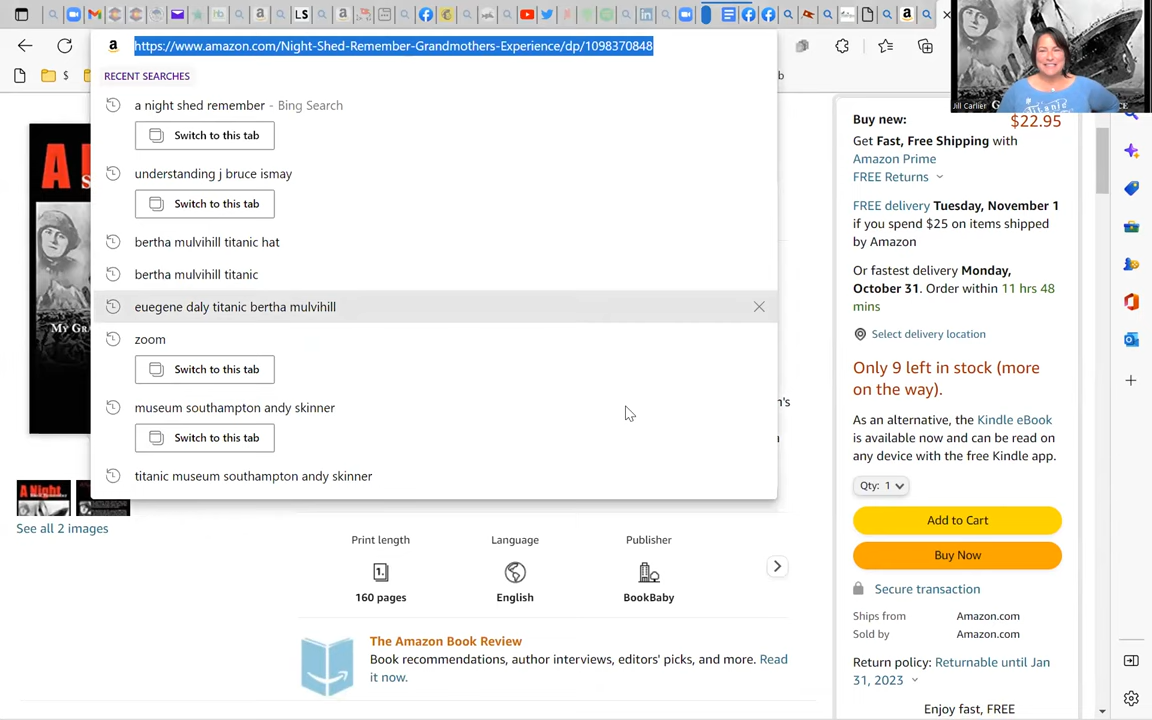 https://www.amazon.com/Night-Shed-Remember-Grandmothers-Experience/dp/1098370848
RECENT SEARCHES
a night shed remember - Bing Search
Switch to this tab
understanding j bruce ismay
Switch to this tab
bertha mulvihill titanic hat
bertha mulvihill titanic
euegene daly titanic bertha mulvihill
zoom
Switch to this tab
museum southampton andy skinner
Switch to this tab
titanic museum southampton andy skinner
$
LS
b
A
S
MY GRA
n's
A Night
See all 2 images
Print length
160 pages
Language
English
Publisher
BookBaby
The Amazon Book Review
Book recommendations, author interviews, editors' picks, and more. Read
it now.
Jill Carlier
Buy new:
$22.95
Get Fast, Free Shipping with
Amazon Prime
FREE Returns
FREE delivery Tuesday, November 1
if you spend $25 on items shipped
by Amazon
Or fastest delivery Monday,
October 31. Order within 11 hrs 48
mins
Select delivery location
Only 9 left in stock (more
on the way).
As an alternative, the Kindle eBook
is available now and can be read on
any device with the free Kindle app.
Qty: 1
Add to Cart
Buy Now
Secure transaction
Ships from Amazon.com
Sold by Amazon.com
Return policy: Returnable until Jan
31, 2023
Enjoy fast, FREE